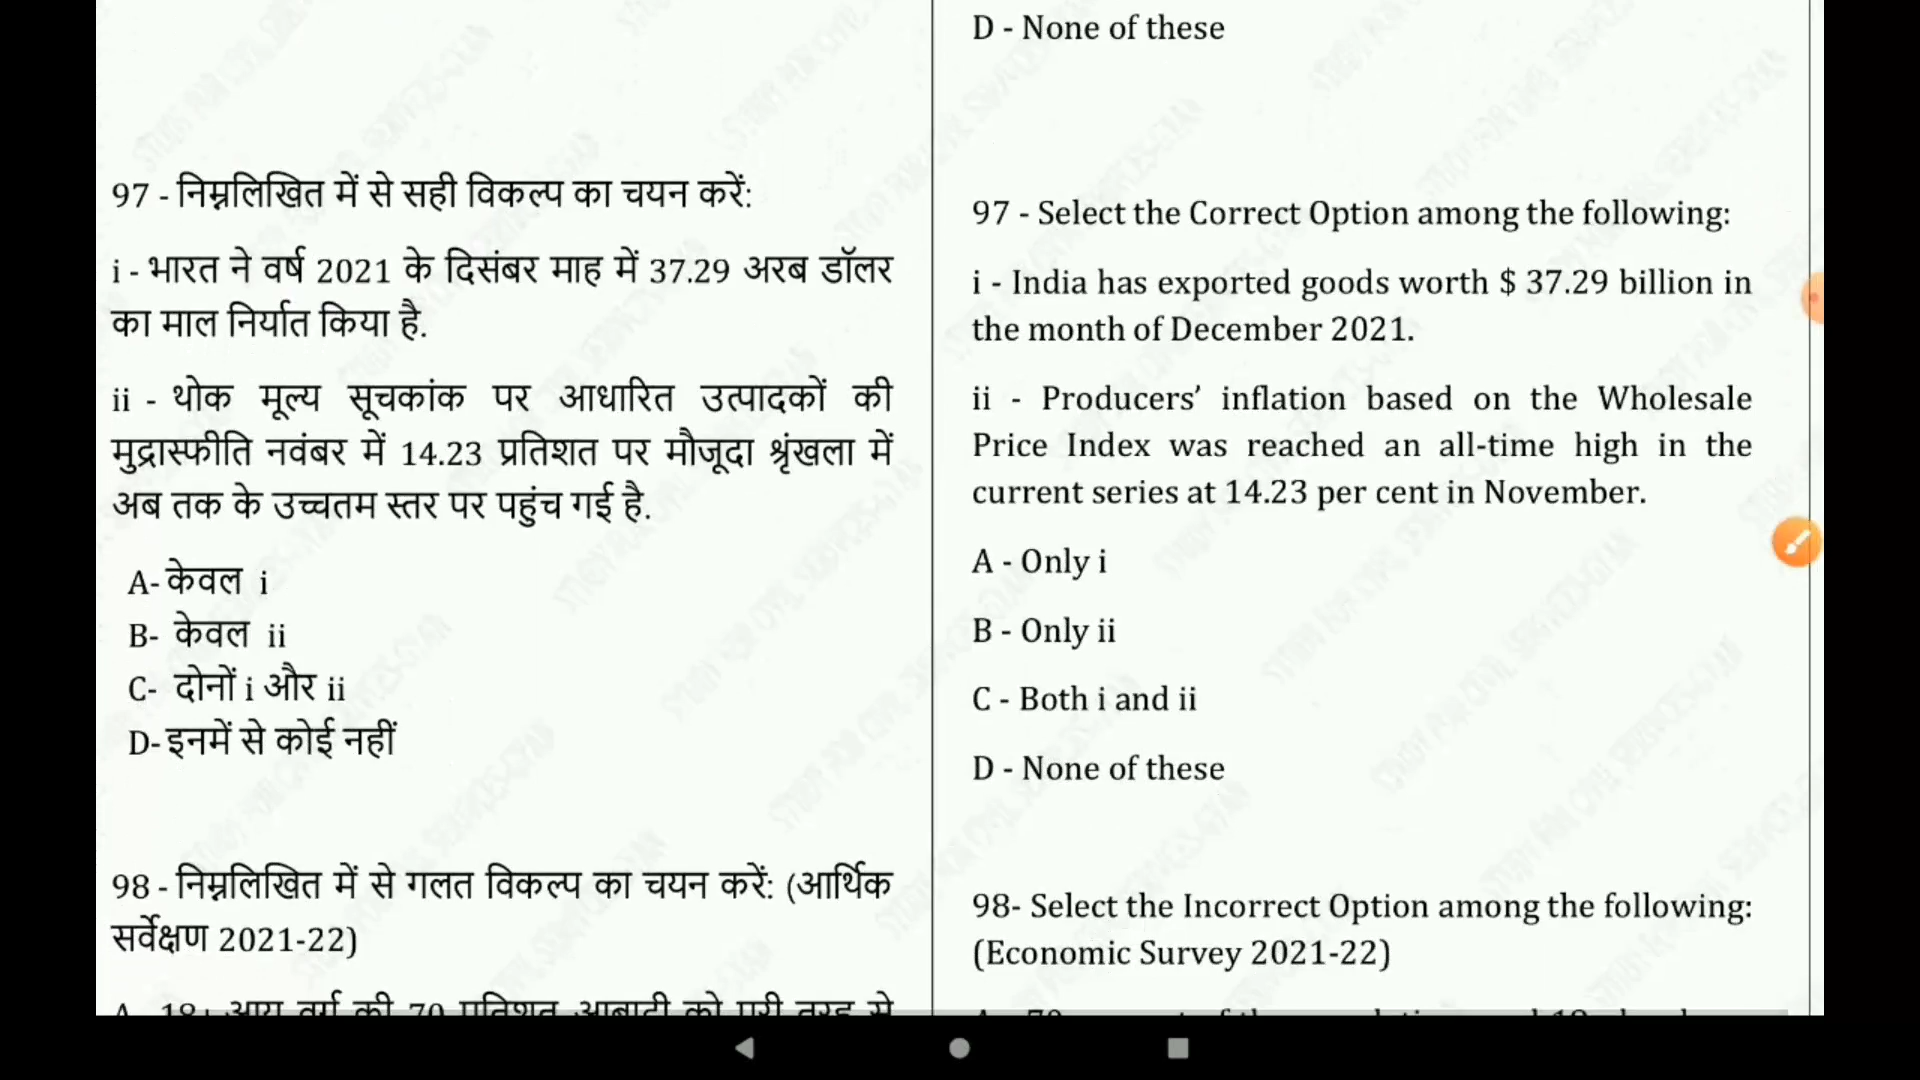 97 - निम्नलिखित में से सही विकल्प का चयन करें:
i - भारत ने वर्ष 2021 के दिसंबर माह में 37.29 अरब डॉलर
का माल निर्यात किया है.
ii - थोक मूल्य सूचकांक पर आधारित उत्पादकों की
मुद्रास्फीति नवंबर में 14.23 प्रतिशत पर मौजूदा श्रृंखला में
अब तक के उच्चतम स्तर पर पहुंच गई है.
A- केवल i
B- केवल ii
C- दोनों i और ii
D- इनमें से कोई नहीं
98 - निम्नलिखित में से गलत विकल्प का चयन करें: (आर्थिक
सर्वेक्षण 2021-22)
D - None of these
97 - Select the Correct Option among the following:
i - India has exported goods worth $ 37.29 billion in
the month of December 2021.
ii - Producers’ inflation based on the Wholesale
Price Index was reached an all-time high in the
current series at 14.23 per cent in November.
A - Only i
B - Only ii
C - Both i and ii
D - None of these
98- Select the Incorrect Option among the following:
(Economic Survey 2021-22)